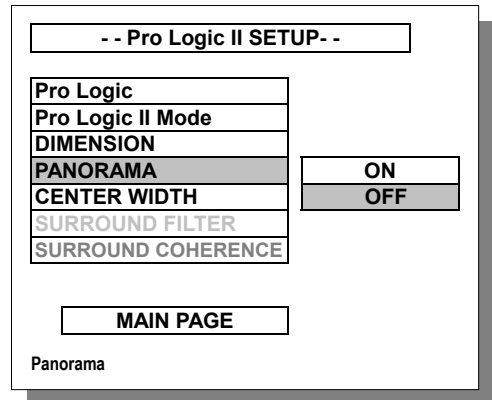 - - Pro Logic II SETUP- -
Pro Logic
Pro Logic II Mode
DIMENSION
PANORAMA
ON
CENTER WIDTH
OFF
SURROUND FILTER
SURROUND COHERENCE
MAIN PAGE
Panorama